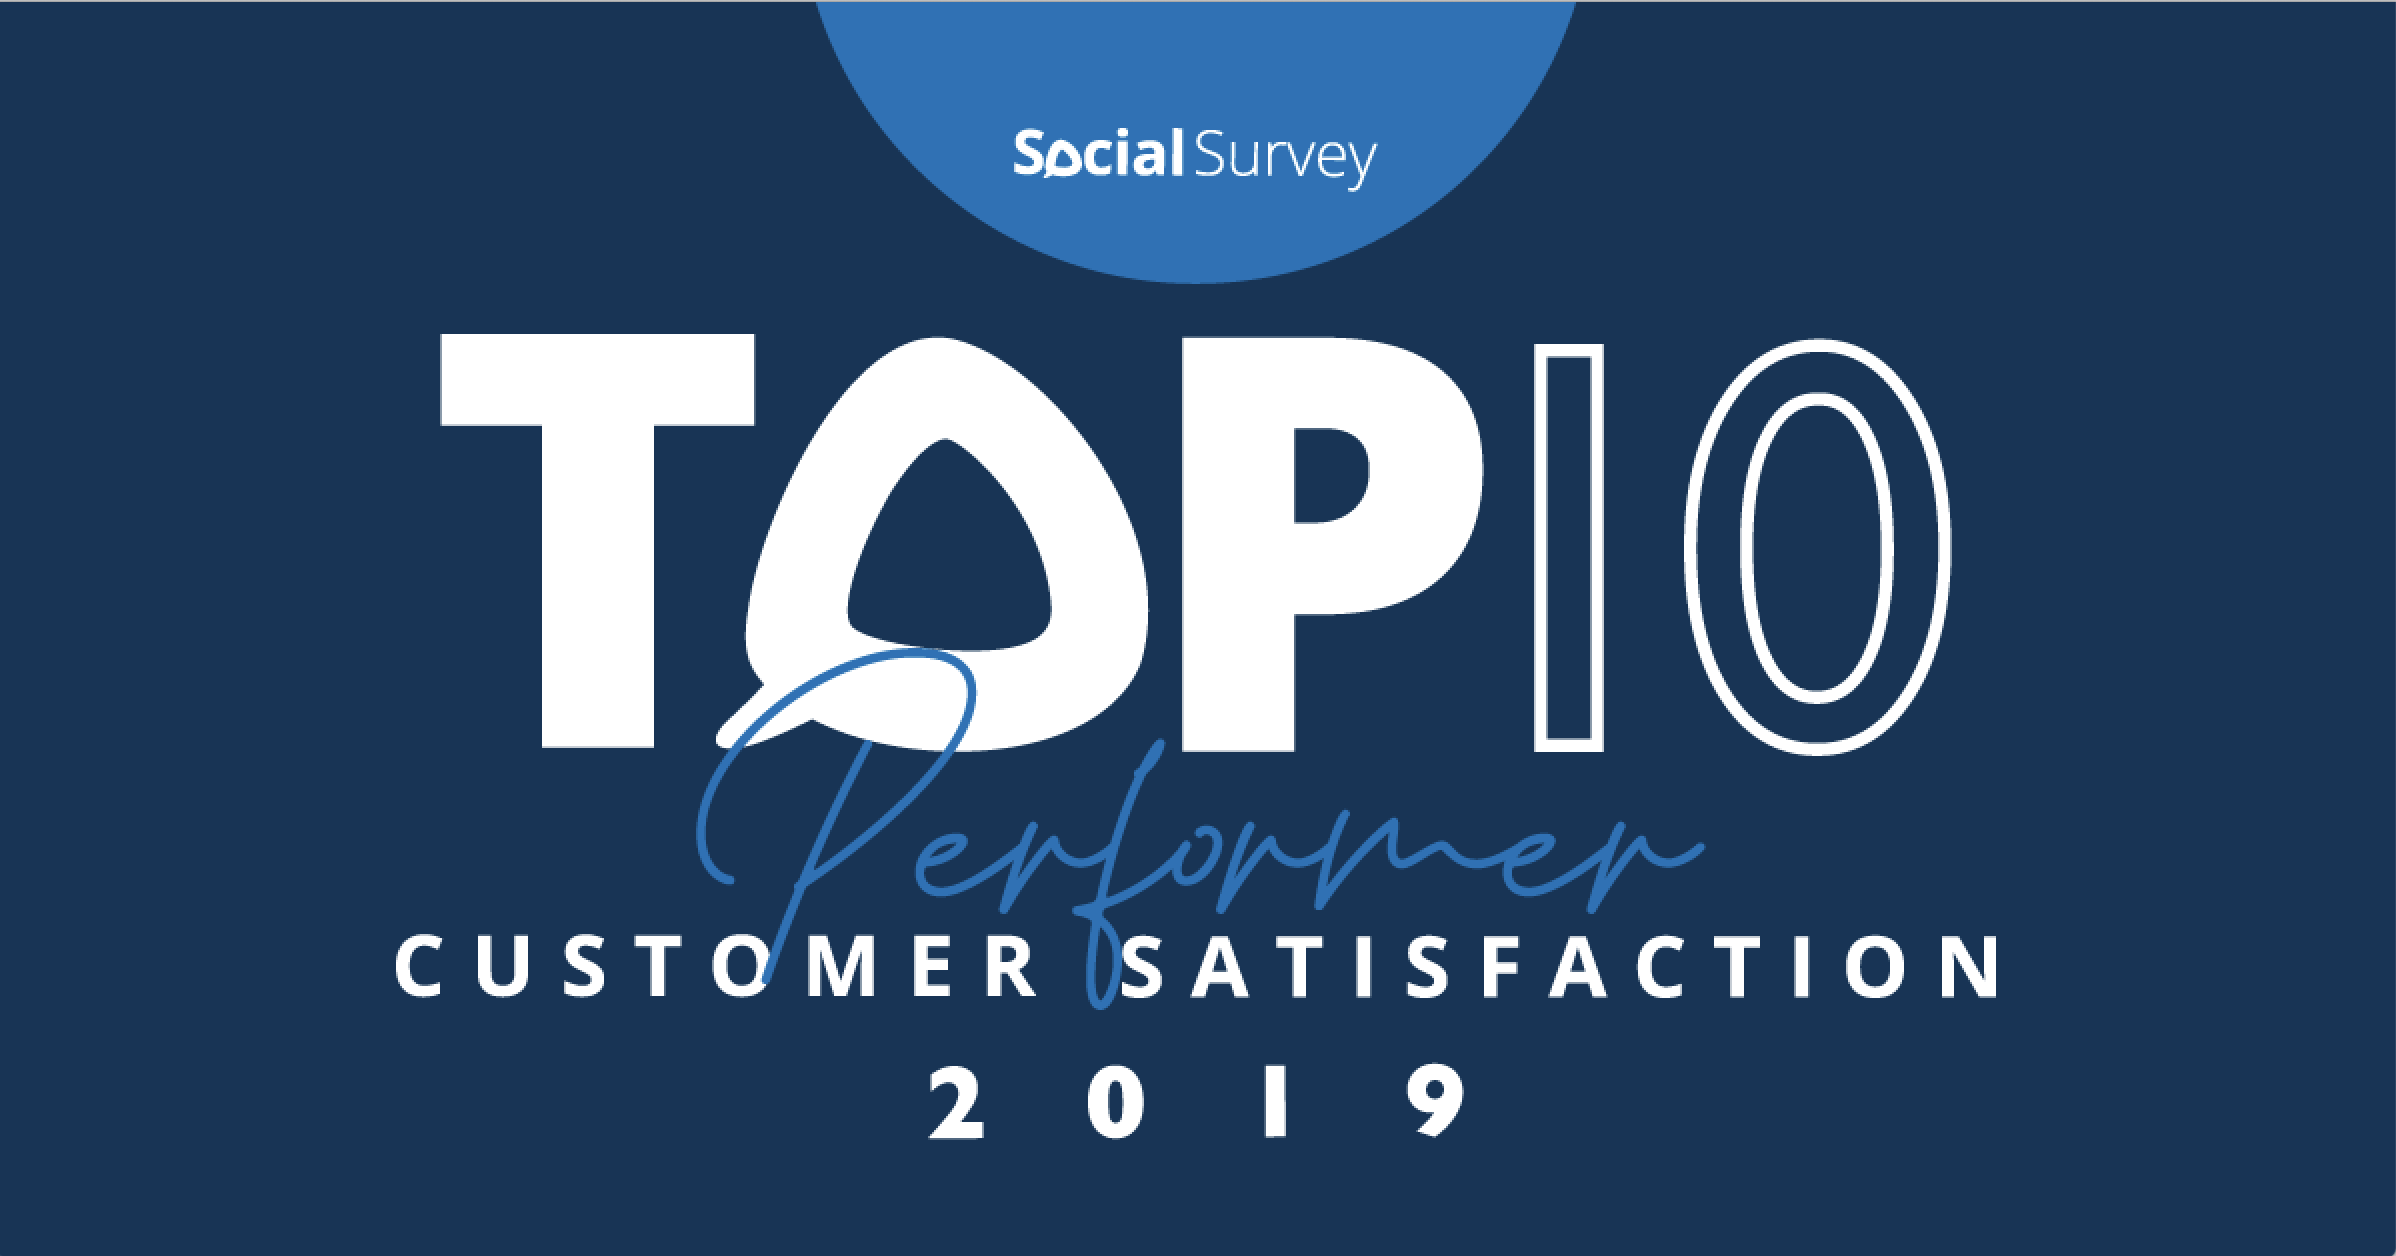 SocialSurvey
TOP10
Performer
CUSTOMER SATISFACTION
2019